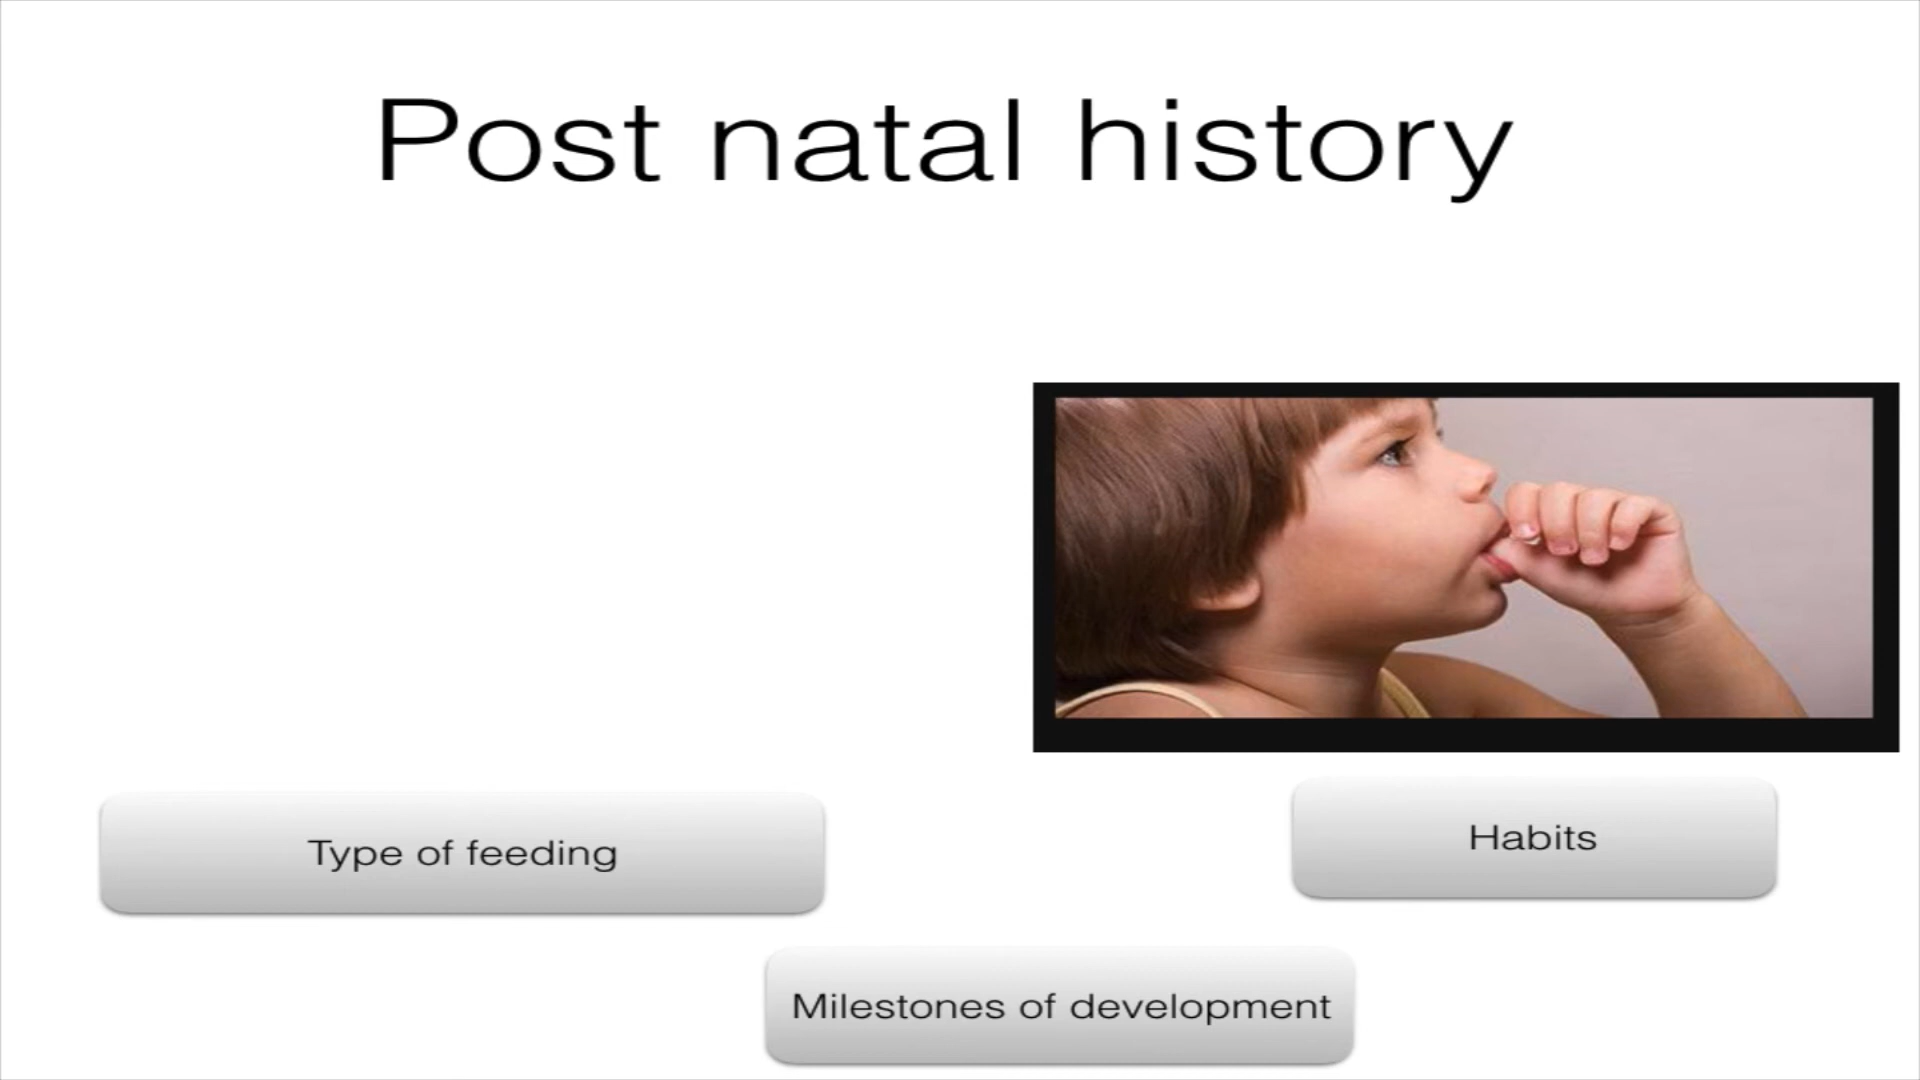 Post natal history
Type of feeding
Habits
Milestones of development